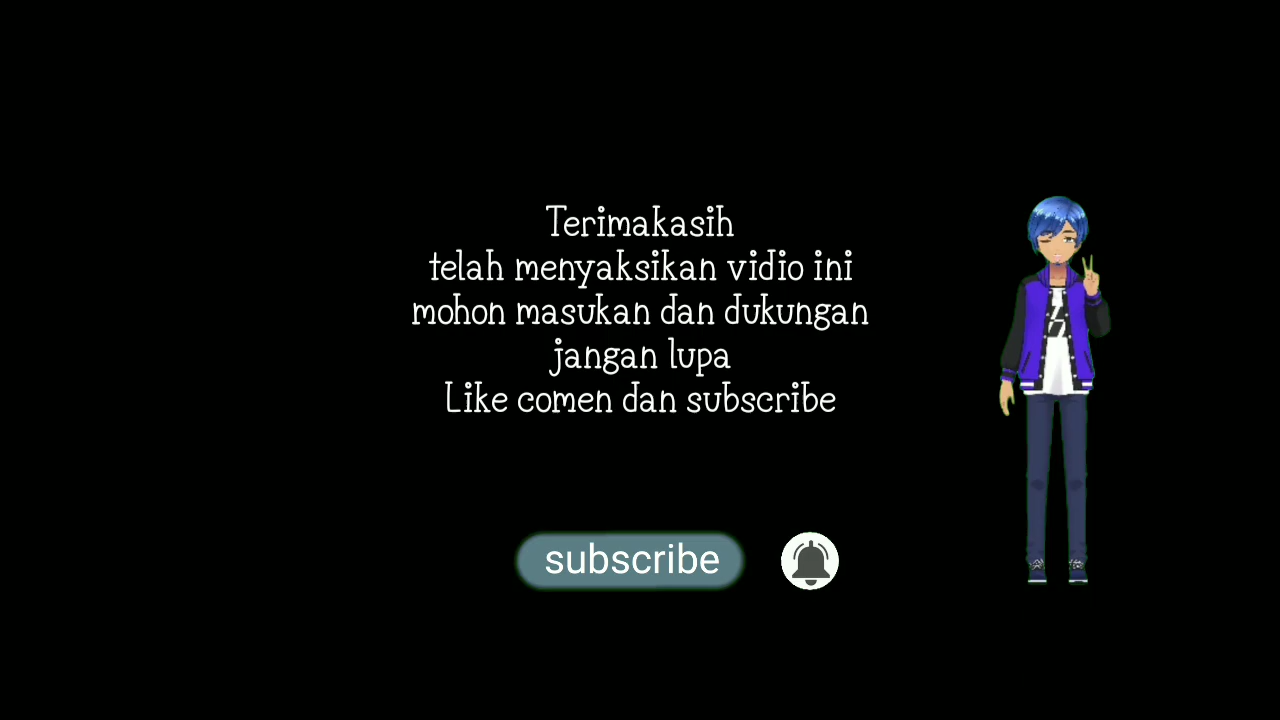 Terimakasih
telah menyaksikan vidio ini
mohon masukan dan dukungan
jangan lupa
Like comen dan subscribe
subscribe